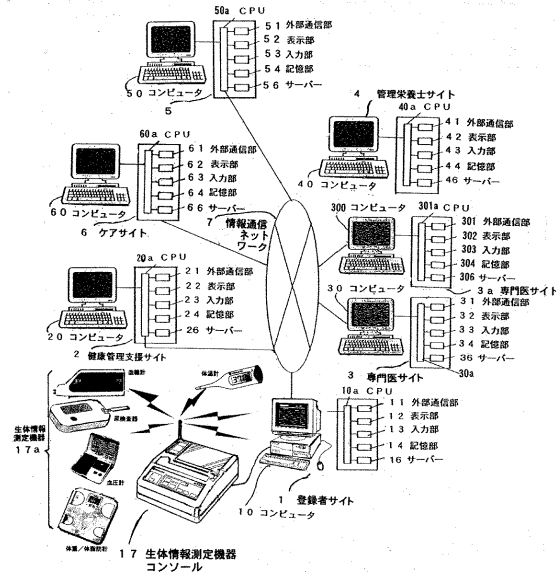 50a CPU
51 外部通信部
52 表示部
53 入力部
54 記憶部
56 サーバー
50 コンピュータ
5
4 管理栄養士サイト
40a CPU
41 外部通信部
42 表示部
43 入力部
44 記憶部
46 サーバー
40 コンピュータ
60a CPU
61 外部通信部
62 表示部
63 入力部
64 記憶部
66 サーバー
60 コンピュータ
6 ケアサイト
7
情報通信
ネット
ワーク
301a CPU
300
301 外部通信部
302 表示部
303 入力部
304 記憶部
306 サーバー
コンピュータ
3a 専門医サイト
20a CPU
21 外部通信部
22 表示部
23 入力部
24 記憶部
26 サーバー
20 コンピュータ
2 健康管理支援サイト
30 コンピュータ
31 外部通信部
32 表示部
33 入力部
34 記憶部
36 サーバー
30a
3 専門医サイト
血糖計
体温計
尿検査器
生体情報
測定機器
17a
血圧計
体重/体脂肪計
10a CPU
11 外部通信部
12 表示部
13 入力部
14 記憶部
16 サーバー
1 登録者サイト
10 コンピュータ
17 生体情報測定機器
コンソール